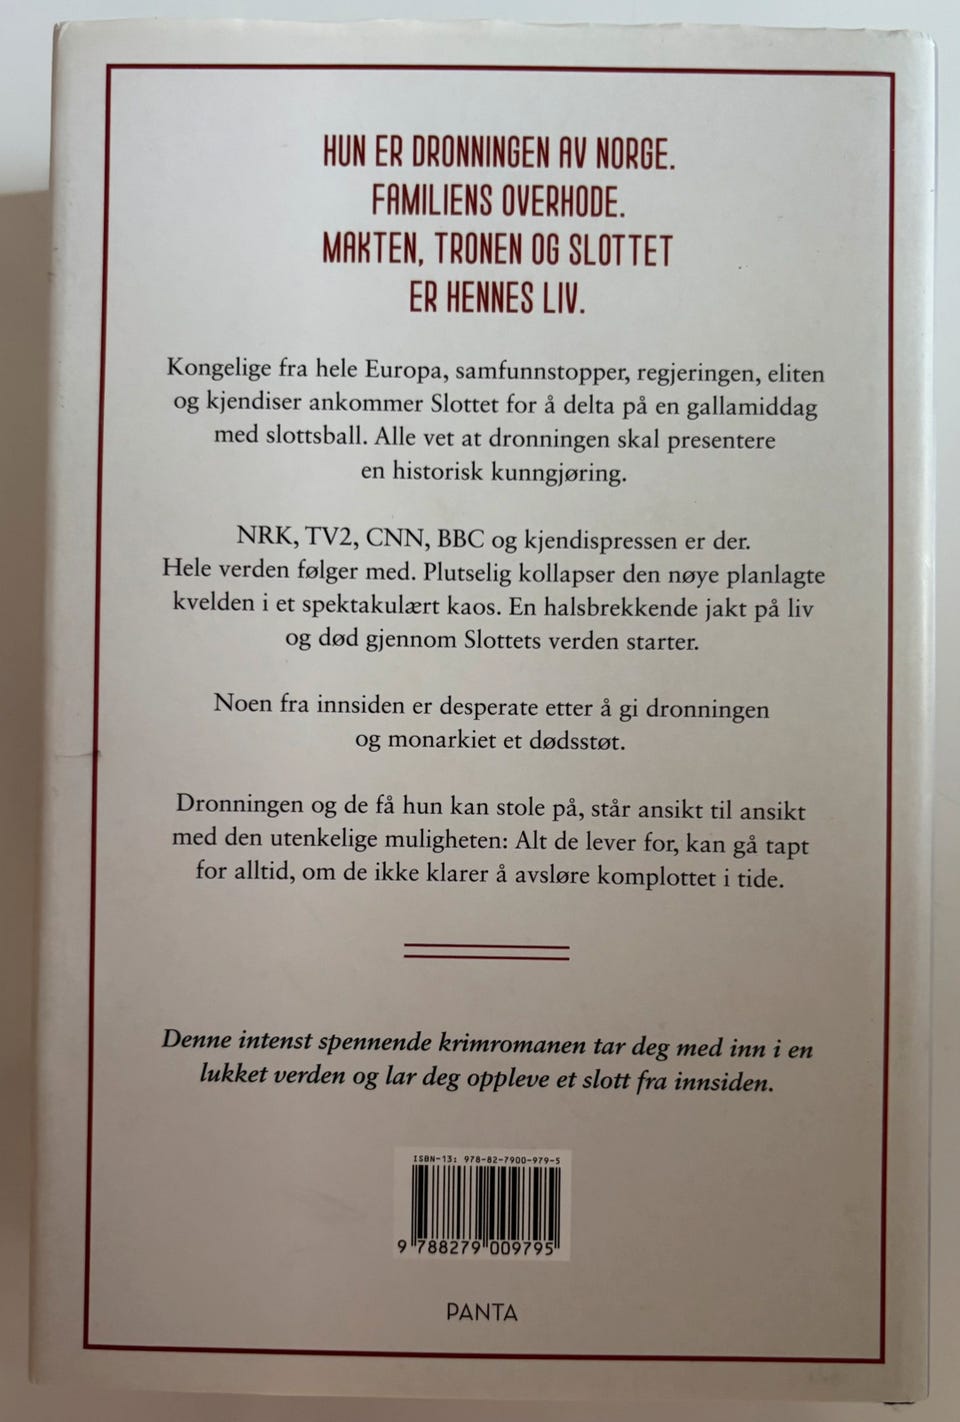 HUN ER DRONNINGEN AV NORGE.
FAMILIENS OVERHODE.
MAKTEN, TRONEN OG SLOTTET
ER HENNES LIV.
Kongelige fra hele Europa, samfunnstopper, regjeringen, eliten
og kjendiser ankommer Slottet for å delta på en gallamiddag
med slottsball. Alle vet at dronningen skal presentere
en historisk kunngjøring.
NRK, TV2, CNN, BBC og kjendispressen er der.
Hele verden følger med. Plutselig kollapser den nøye planlagte
kvelden i et spektakulært kaos. En halsbrekkende jakt på liv
og død gjennom Slottets verden starter.
Noen fra innsiden er desperate etter å gi dronningen
og monarkiet et dødsstøt.
Dronningen og de få hun kan stole på, står ansikt til ansikt
med den utenkelige muligheten: Alt de lever for, kan gå tapt
for alltid, om de ikke klarer å avsløre komplottet i tide.
Denne intenst spennende krimromanen tar deg med inn i en
lukket verden og lar deg oppleve et slott fra innsiden.
ISBN-13: 978-82-7900-979-5
9 788279 009795
PANTA